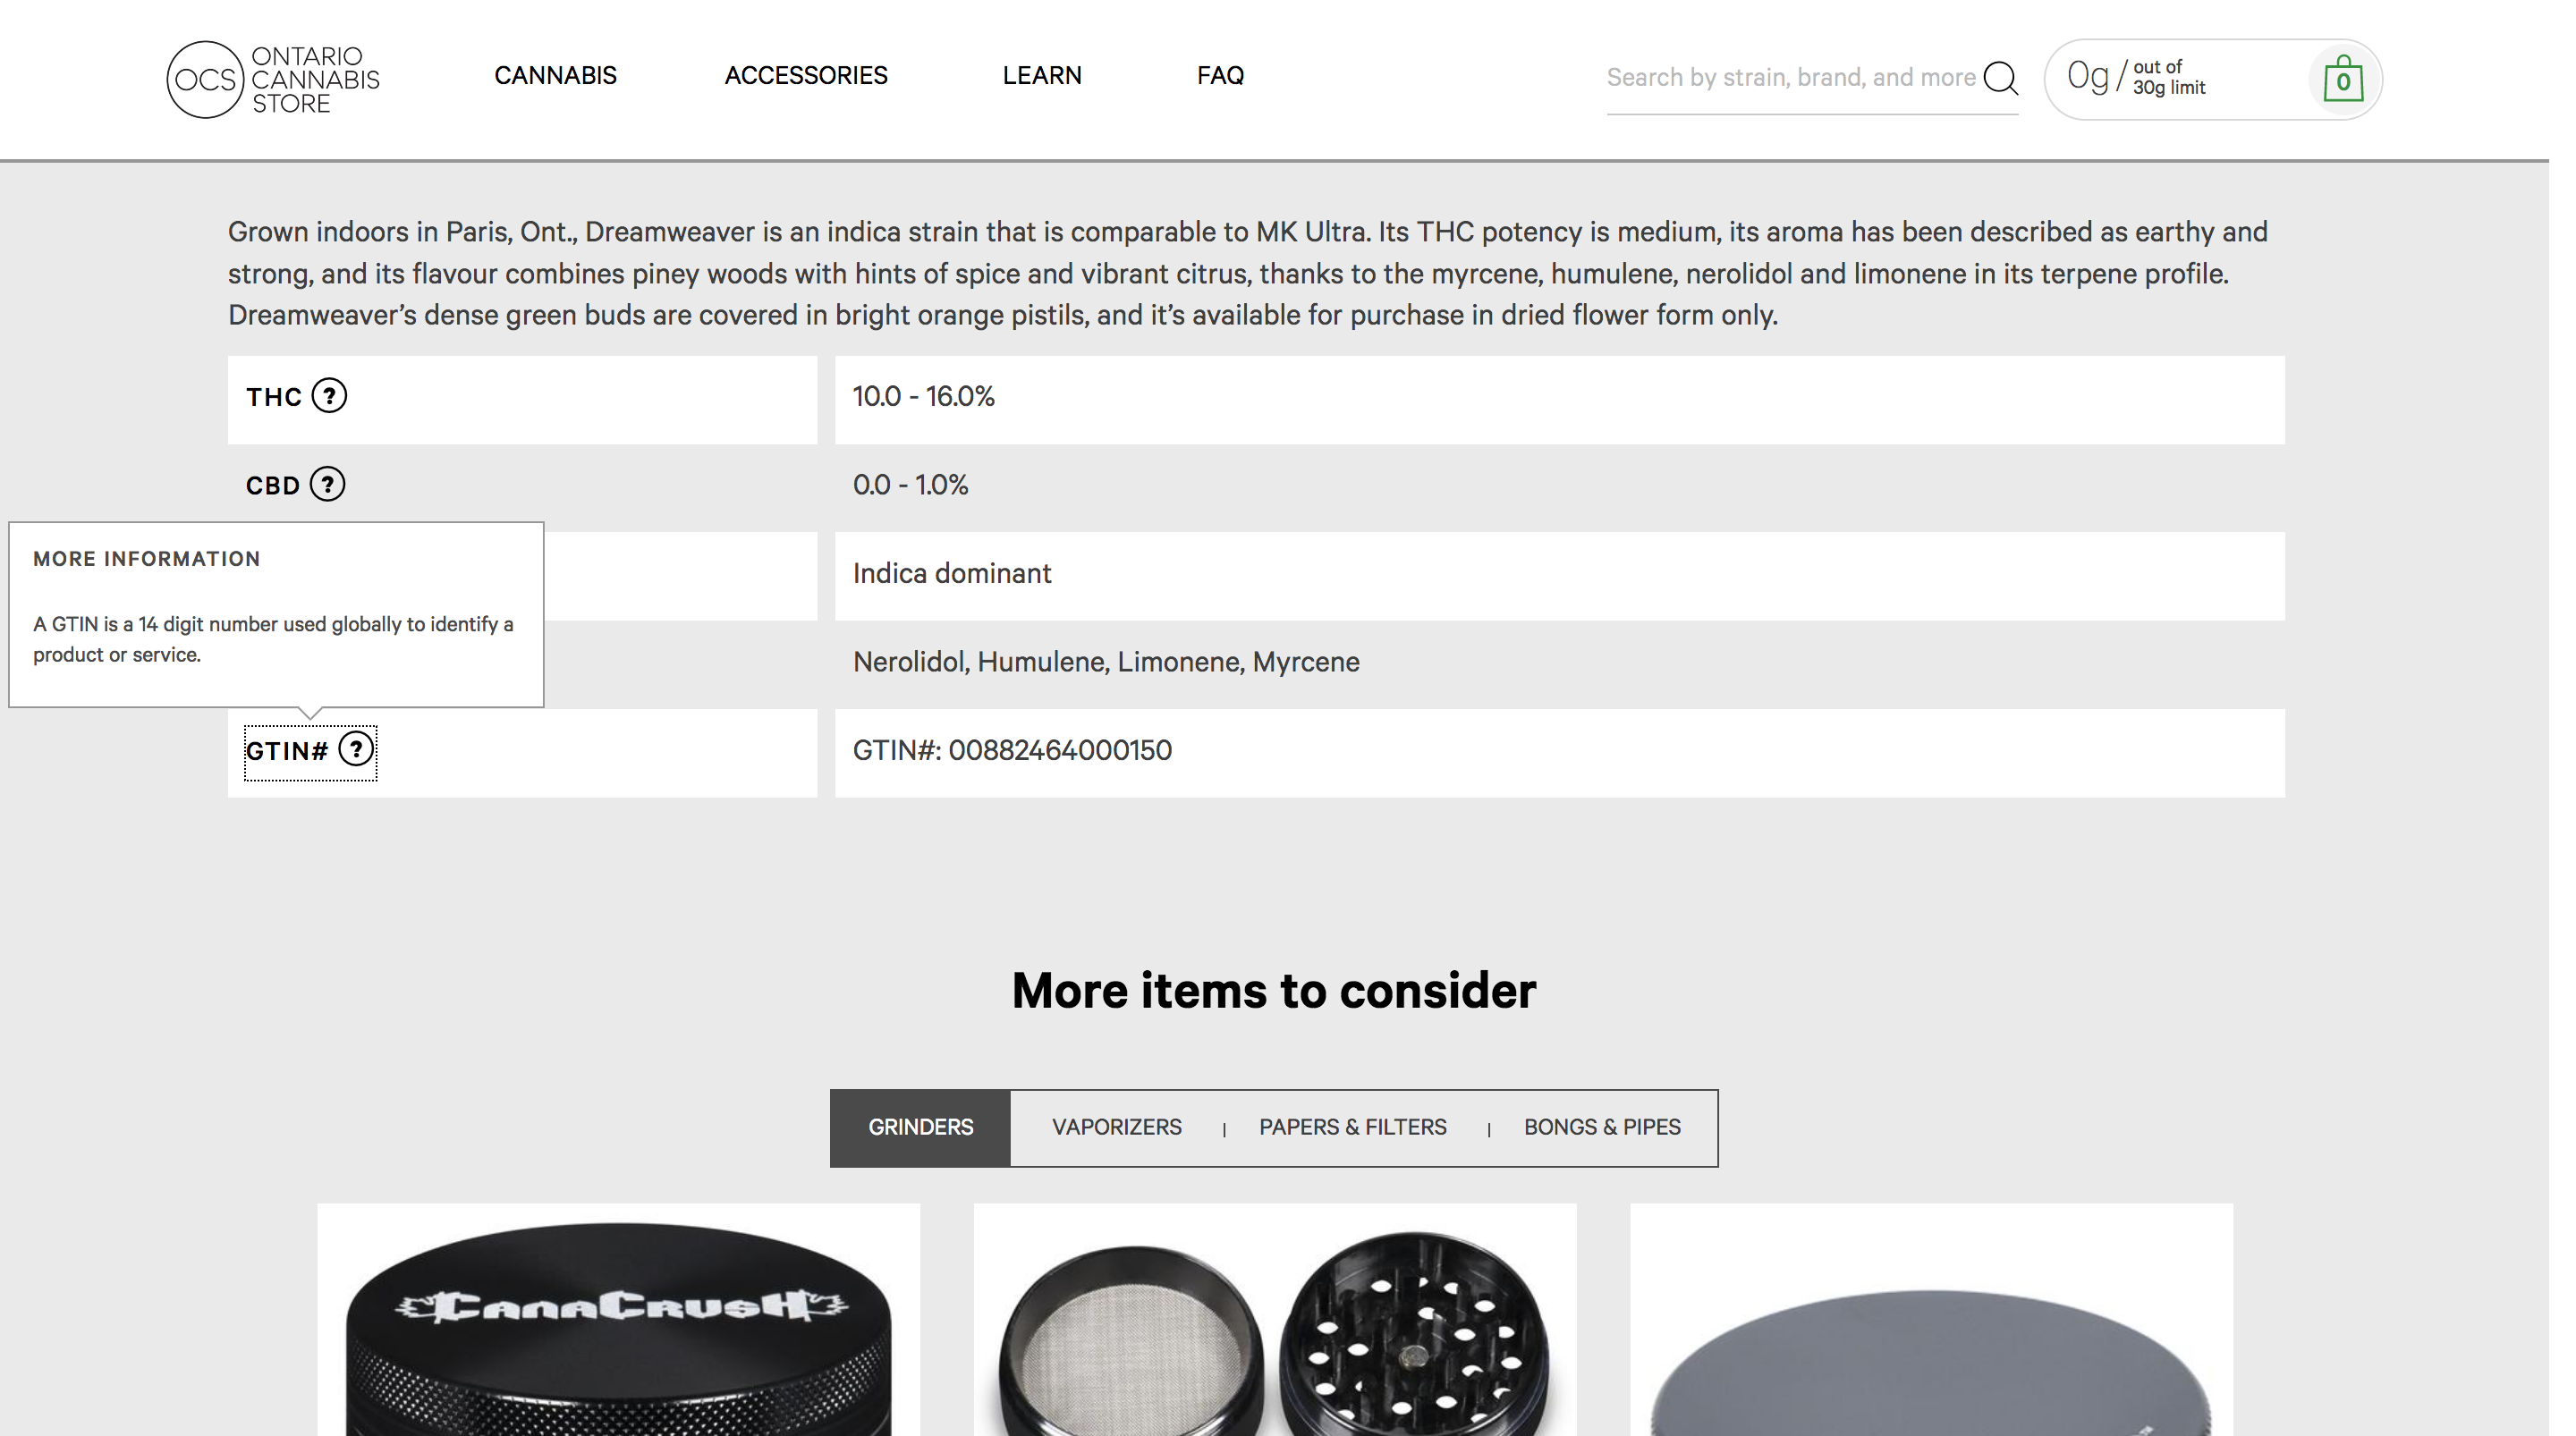 OCS
ONTARIO
CANNABIS
STORE
CANNABIS
ACCESSORIES
LEARN
FAQ
Search by strain, brand, and more
0g / out of
30g limit
0
Grown indoors in Paris, Ont., Dreamweaver is an indica strain that is comparable to MK Ultra. Its THC potency is medium, its aroma has been described as earthy and
strong, and its flavour combines piney woods with hints of spice and vibrant citrus, thanks to the myrcene, humulene, nerolidol and limonene in its terpene profile.
Dreamweaver’s dense green buds are covered in bright orange pistils, and it’s available for purchase in dried flower form only.
THC ? 10.0 - 16.0%
CBD ? 0.0 - 1.0%
MORE INFORMATION
A GTIN is a 14 digit number used globally to identify a
product or service.
Indica dominant
Nerolidol, Humulene, Limonene, Myrcene
GTIN# ? GTIN#: 00882464000150
More items to consider
GRINDERS
VAPORIZERS
PAPERS & FILTERS
BONGS & PIPES
CANACRUSH